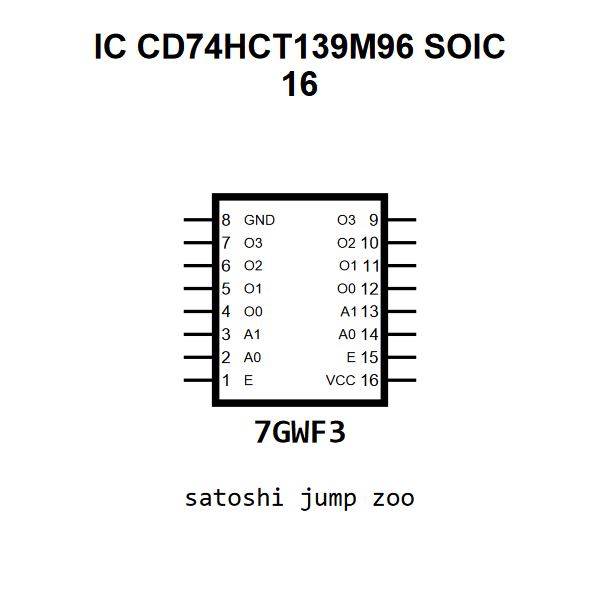 IC CD74HCT139M96 SOIC
16
8 GND O3 9
7 O3 O2 10
6 O2 O1 11
5 O1 O0 12
4 O0 A1 13
3 A1 A0 14
2 A0 E 15
1 E VCC 16
7GWF3
satoshi jump zoo